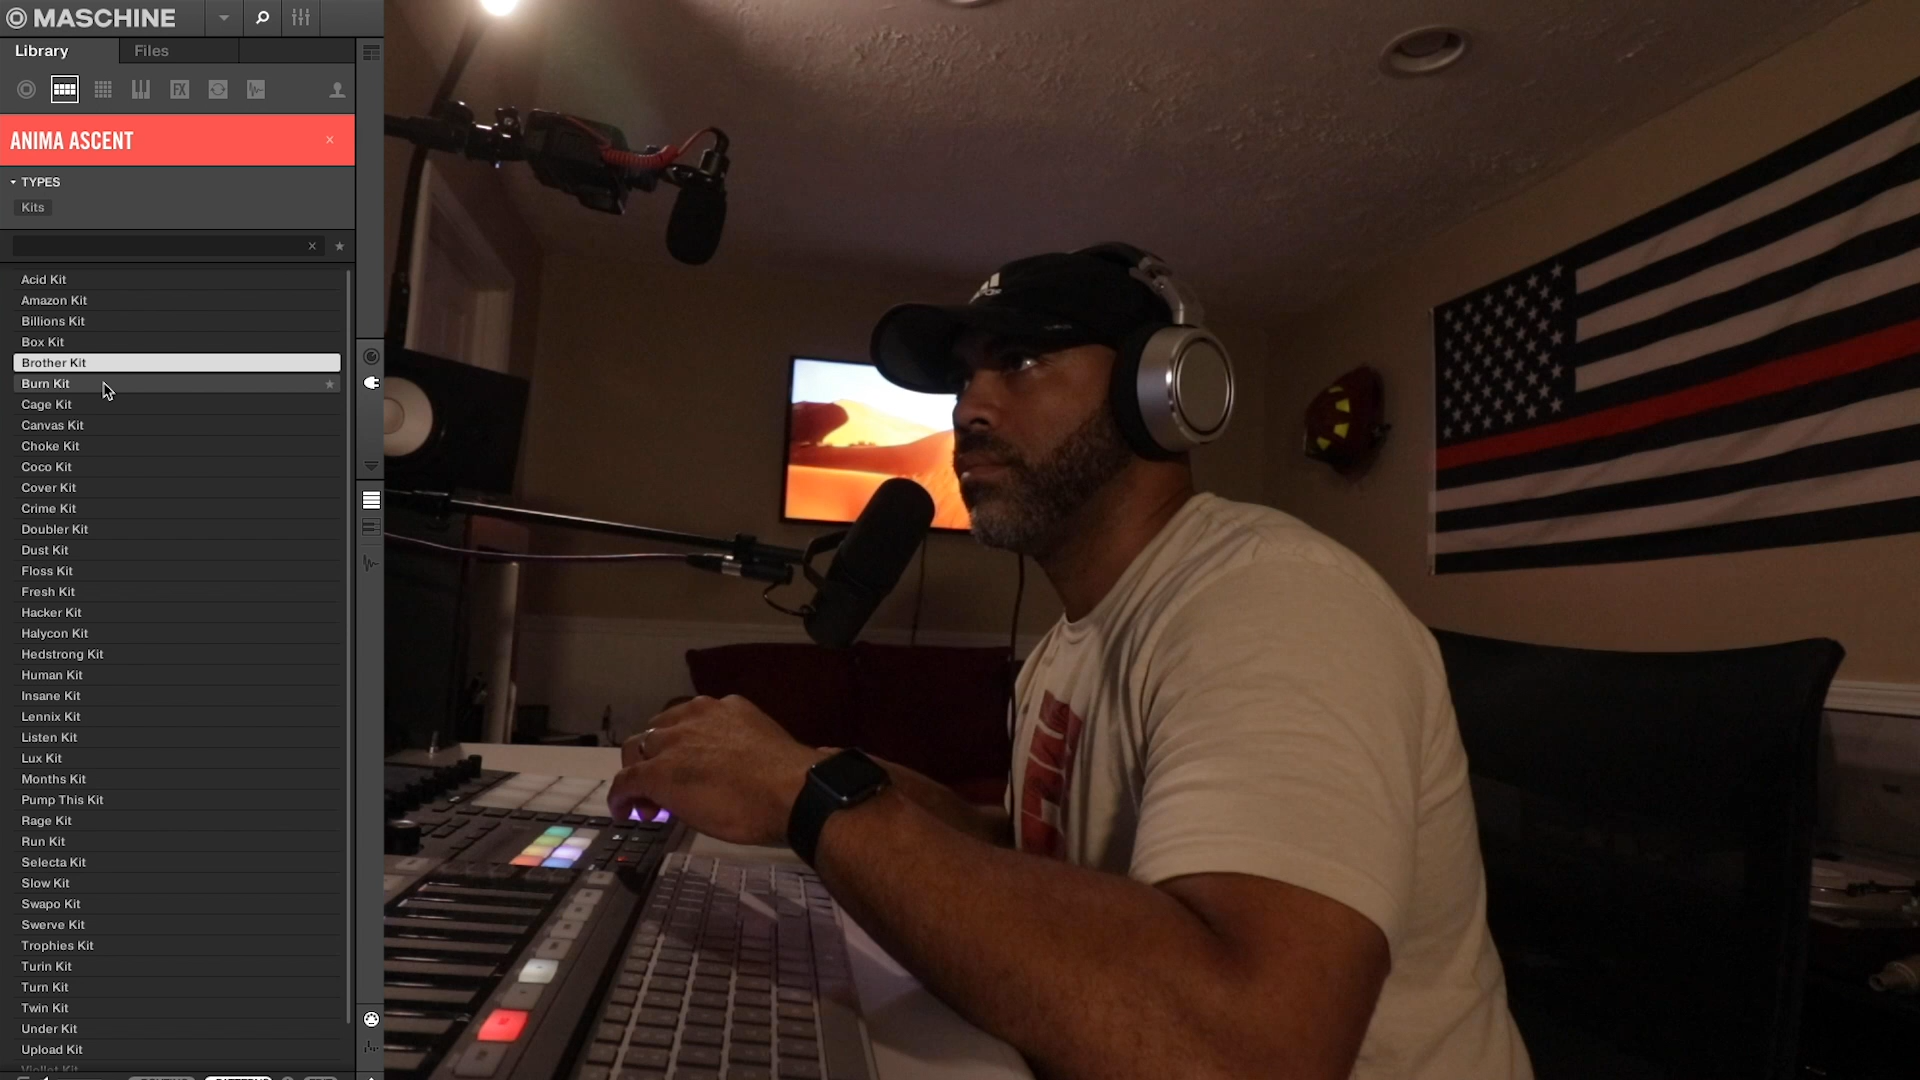 MASCHINE
Library Files
FX
ANIMA ASCENT ×
TYPES
Kits
Acid Kit
Amazon Kit
Billions Kit
Box Kit
Brother Kit
Burn Kit
Cage Kit
Canvas Kit
Choke Kit
Coco Kit
Cover Kit
Crime Kit
Doubler Kit
Dust Kit
Floss Kit
Fresh Kit
Hacker Kit
Halycon Kit
Hedstrong Kit
Human Kit
Insane Kit
Lennix Kit
Listen Kit
Lux Kit
Months Kit
Pump This Kit
Rage Kit
Run Kit
Selecta Kit
Slow Kit
Swapo Kit
Swerve Kit
Trophies Kit
Turin Kit
Turn Kit
Twin Kit
Under Kit
Upload Kit